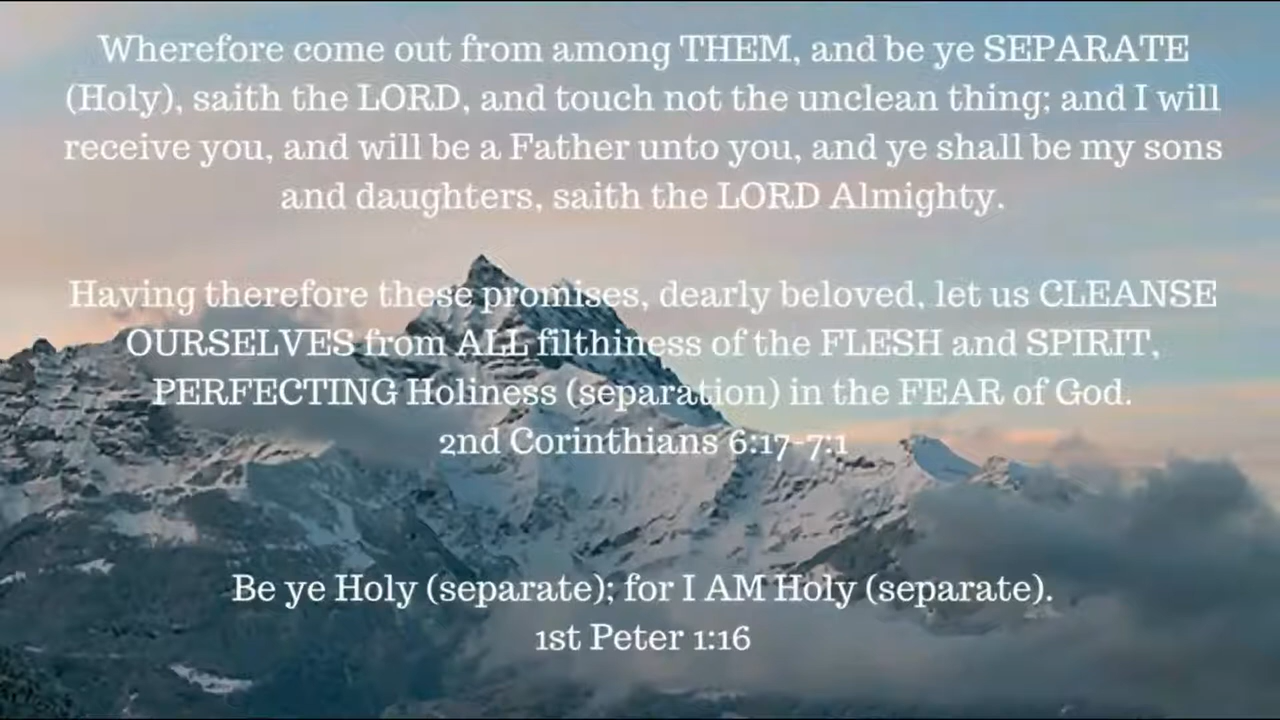 Wherefore come out from among THEM, and be ye SEPARATE
(Holy), saith the LORD, and touch not the unclean thing; and I will
receive you, and will be a Father unto you, and ye shall be my sons
and daughters, saith the LORD Almighty.
Having therefore these promises, dearly beloved, let us CLEANSE
OURSELVES from ALL filthiness of the FLESH and SPIRIT,
PERFECTING Holiness (separation) in the FEAR of God.
2nd Corinthians 6:17-7:1
Be ye Holy (separate); for I AM Holy (separate).
1st Peter 1:16